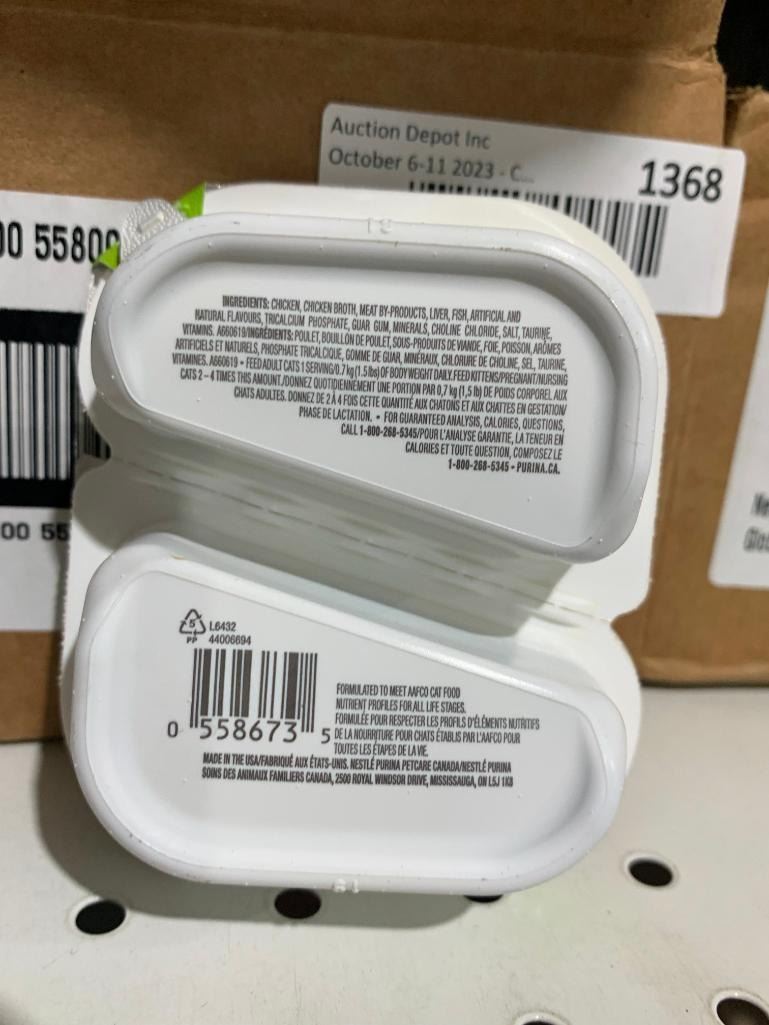 Auction Depot Inc
October 6-11 2023 - C...
1368
00 55800
INGREDIENTS: CHICKEN, CHICKEN BROTH, MEAT BY-PRODUCTS, LIVER, FISH, ARTIFICIAL AND
NATURAL FLAVOURS, TRICALCIUM PHOSPHATE, GUAR GUM, MINERALS, CHOLINE CHLORIDE, SALT, TAURINE,
VITAMINS. A660619/INGRÉDIENTS: POULET, BOUILLON DE POULET, SOUS-PRODUITS DE VIANDE, FOIE, POISSON, ARÔMES
ARTIFICIELS ET NATURELS, PHOSPHATE TRICALCIQUE, GOMME DE GUAR, MINÉRAUX, CHLORURE DE CHOLINE, SEL, TAURINE,
VITAMINES. A660619 • FEED ADULT CATS 1 SERVING/0.7 kg (1.5 lbs) OF BODY WEIGHT DAILY. FEED KITTENS/PREGNANT/NURSING
CATS 2 – 4 TIMES THIS AMOUNT./DONNEZ QUOTIDIENNEMENT UNE PORTION PAR 0,7 kg (1,5 lb) DE POIDS CORPOREL AUX
CHATS ADULTES. DONNEZ DE 2 À 4 FOIS CETTE QUANTITÉ AUX CHATONS ET AUX CHATTES EN GESTATION/
PHASE DE LACTATION. • FOR GUARANTEED ANALYSIS, CALORIES, QUESTIONS,
CALL 1-800-268-5345/POUR L'ANALYSE GARANTIE, LA TENEUR EN
CALORIES ET TOUTE QUESTION, COMPOSEZ LE
1-800-268-5345 • PURINA.CA.
00 55
5
PP
L6432
44006694
0 558673 5
FORMULATED TO MEET AAFCO CAT FOOD
NUTRIENT PROFILES FOR ALL LIFE STAGES.
FORMULÉE POUR RESPECTER LES PROFILS D'ÉLÉMENTS NUTRITIFS
DE LA NOURRITURE POUR CHATS ÉTABLIS PAR L'AAFCO POUR
TOUTES LES ÉTAPES DE LA VIE.
MADE IN THE USA/FABRIQUÉ AUX ÉTATS-UNIS. NESTLÉ PURINA PETCARE CANADA/NESTLÉ PURINA
SOINS DES ANIMAUX FAMILIERS CANADA, 2500 ROYAL WINDSOR DRIVE, MISSISSAUGA, ON L5J 1K8